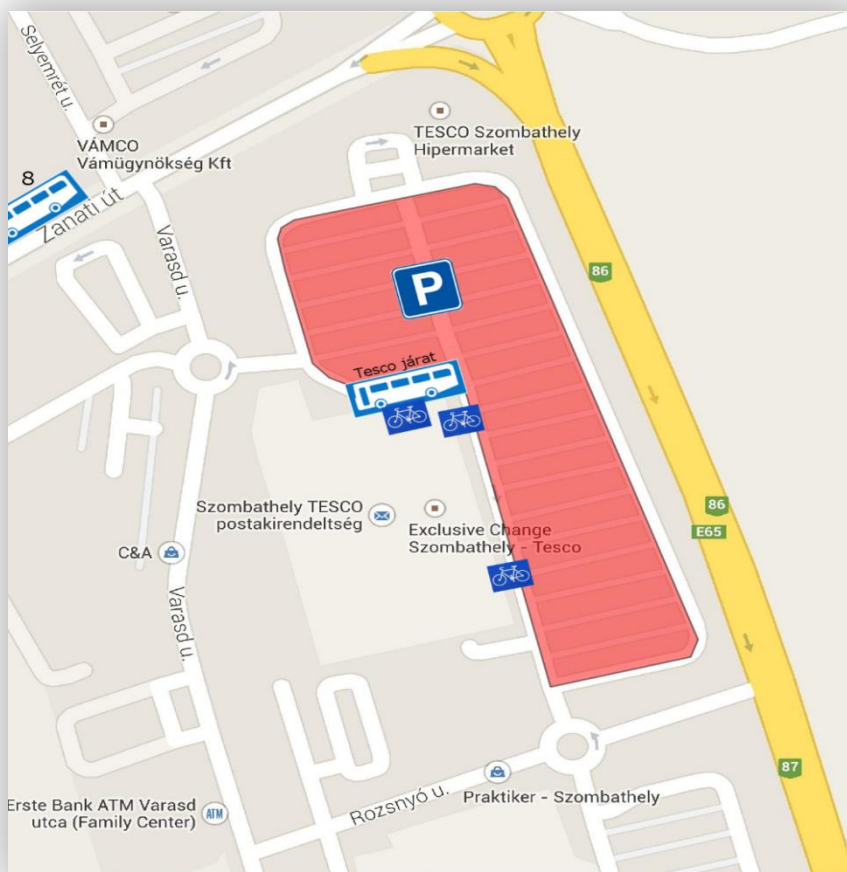 Selyemrét u.
VÁMCO
Vámügynökség Kft
TESCO Szombathely
Hipermarket
8
Zanati út
Varasd u.
86
P
Tesco járat
Szombathely TESCO
postakirendeltség
Exclusive Change
Szombathely - Tesco
86
E65
C&A
Varasd u.
87
Rozsnyó u.
Praktiker - Szombathely
Erste Bank ATM Varasd
utca (Family Center)
ATM